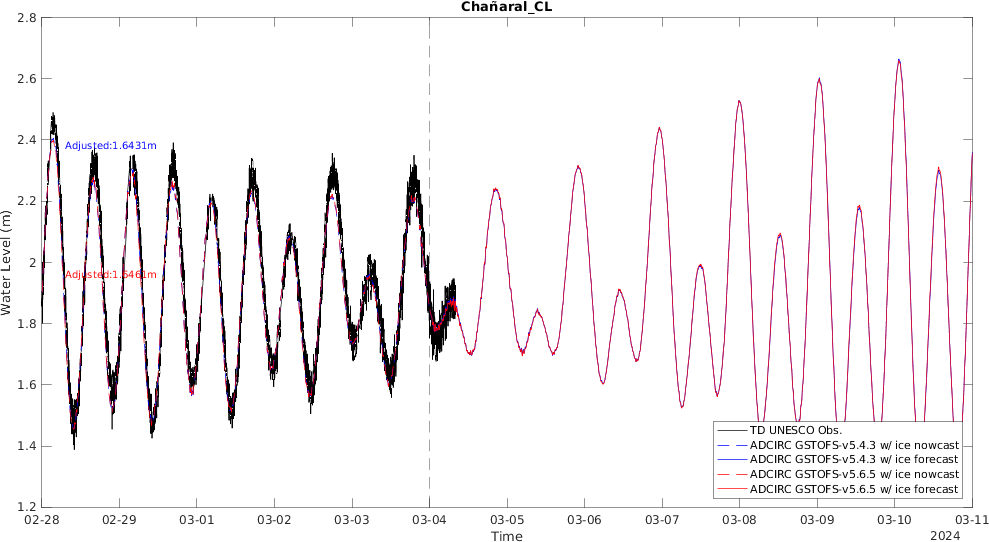 Chañaral_CL
Water Level (m)
2.8
2.6
2.4
2.2
2
1.8
1.6
1.4
1.2
Adjusted:1.6431m
Adjusted:1.6461m
TD UNESCO Obs.
ADCIRC GSTOFS-v5.4.3 w/ ice nowcast
ADCIRC GSTOFS-v5.4.3 w/ ice forecast
ADCIRC GSTOFS-v5.6.5 w/ ice nowcast
ADCIRC GSTOFS-v5.6.5 w/ ice forecast
02-28 02-29 03-01 03-02 03-03 03-04 03-05 03-06 03-07 03-08 03-09 03-10 03-11
Time
2024